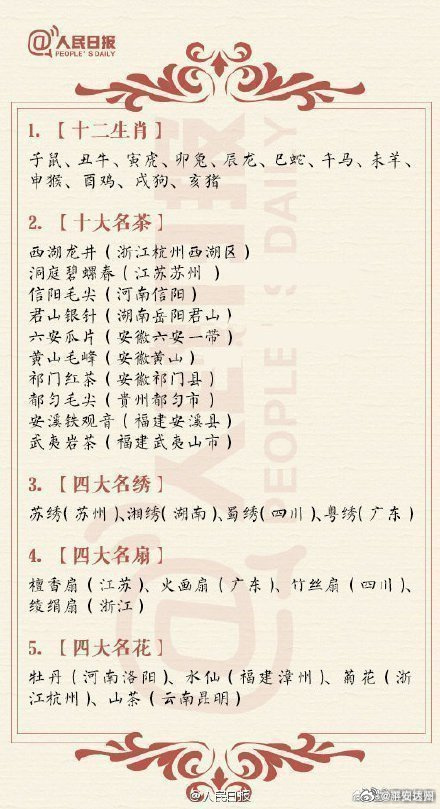 @人民日报
PEOPLE'S DAILY
1. 【十二生肖】
子鼠、丑牛、寅虎、卯兔、辰龙、巳蛇、午马、未羊、
申猴、酉鸡、戌狗、亥猪
2. 【十大名茶】
西湖龙井(浙江杭州西湖区)
洞庭碧螺春(江苏苏州)
信阳毛尖(河南信阳)
君山银针(湖南岳阳君山)
六安瓜片(安徽六安一带)
黄山毛峰(安徽黄山)
祁门红茶(安徽祁门县)
都匀毛尖(贵州都匀市)
安溪铁观音(福建安溪县)
武夷岩茶(福建武夷山市)
3. 【四大名绣】
苏绣(苏州)、湘绣(湖南)、蜀绣(四川)、粤绣(广东)
4. 【四大名扇】
檀香扇(江苏)、火画扇(广东)、竹丝扇(四川)、
绫绢扇(浙江)
5. 【四大名花】
牡丹(河南洛阳)、水仙(福建漳州)、菊花(浙
江杭州)、山茶(云南昆明)
@人民日报